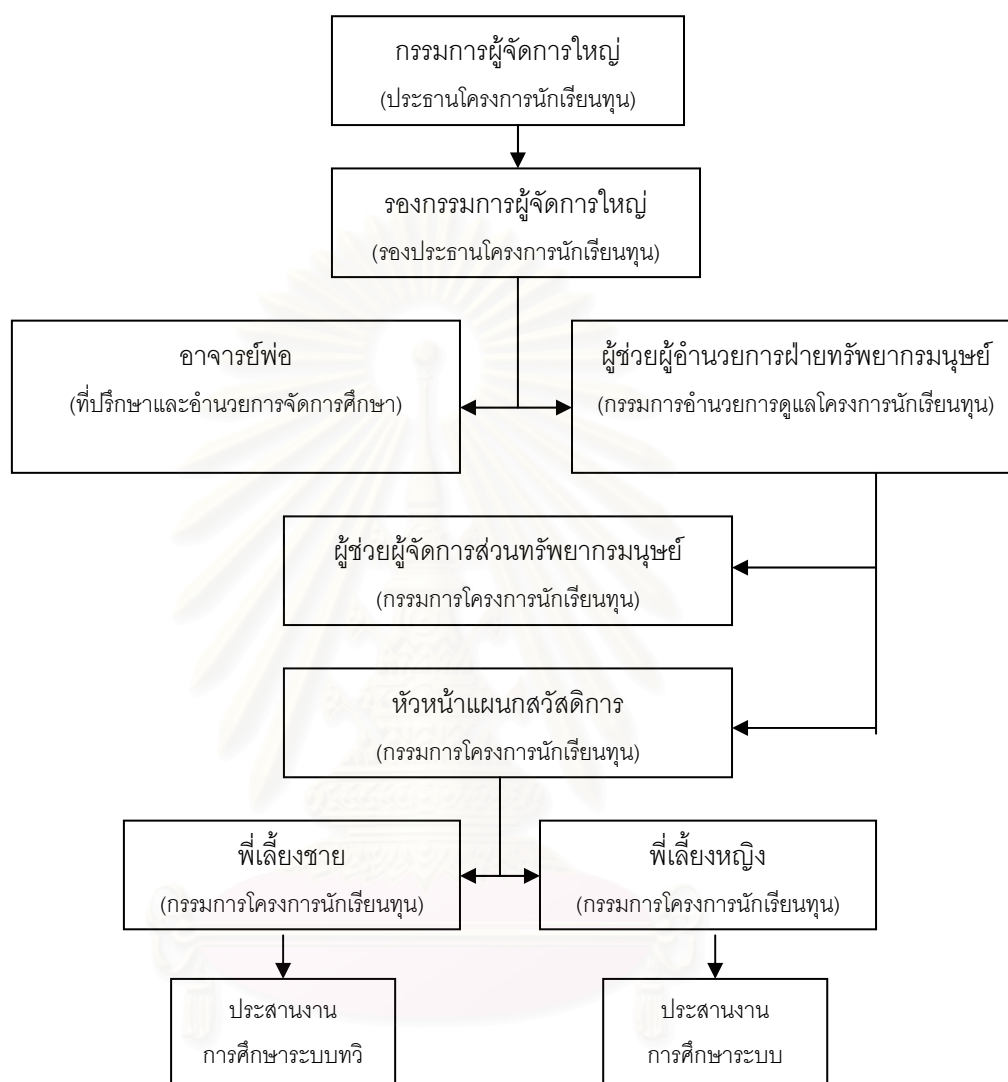 กรรมการผู้จัดการใหญ่
(ประธานโครงการนักเรียนทุน)
รองกรรมการผู้จัดการใหญ่
(รองประธานโครงการนักเรียนทุน)
อาจารย์พ่อ
(ที่ปรึกษาและอำนวยการจัดการศึกษา)
ผู้ช่วยผู้อำนวยการฝ่ายทรัพยากรมนุษย์
(กรรมการอำนวยการดูแลโครงการนักเรียนทุน)
ผู้ช่วยผู้จัดการส่วนทรัพยากรมนุษย์
(กรรมการโครงการนักเรียนทุน)
หัวหน้าแผนกสวัสดิการ
(กรรมการโครงการนักเรียนทุน)
พี่เลี้ยงชาย
(กรรมการโครงการนักเรียนทุน)
พี่เลี้ยงหญิง
(กรรมการโครงการนักเรียนทุน)
ประสานงาน
การศึกษาระบบทวิ
ประสานงาน
การศึกษาระบบ